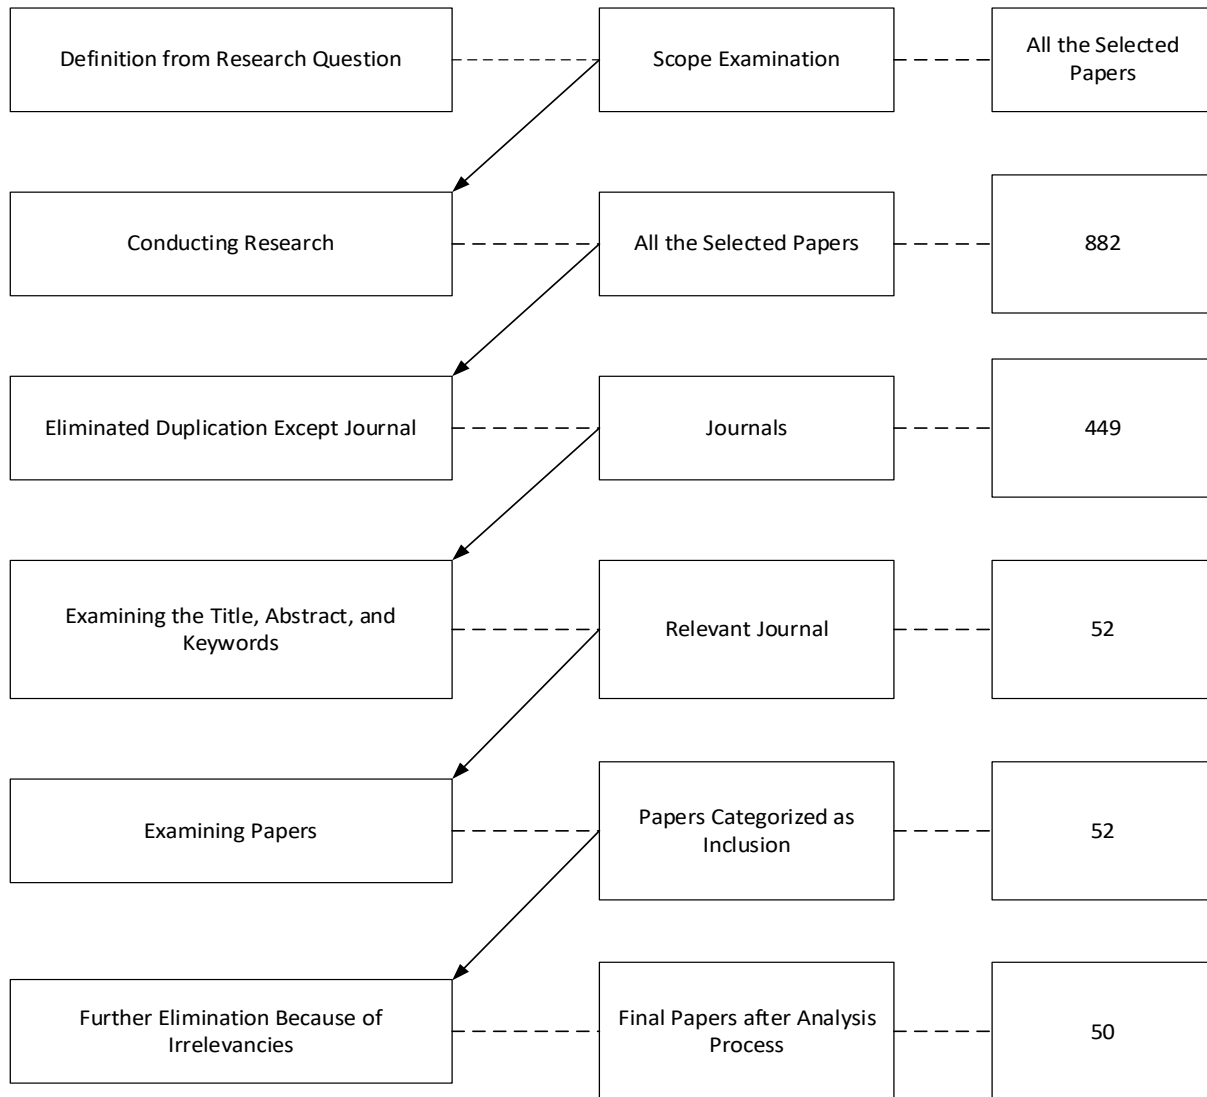 Definition from Research Question
Scope Examination
All the Selected
Papers
Conducting Research
All the Selected Papers
882
Eliminated Duplication Except Journal
Journals
449
Examining the Title, Abstract, and
Keywords
Relevant Journal
52
Examining Papers
Papers Categorized as
Inclusion
52
Further Elimination Because of
Irrelevancies
Final Papers after Analysis
Process
50